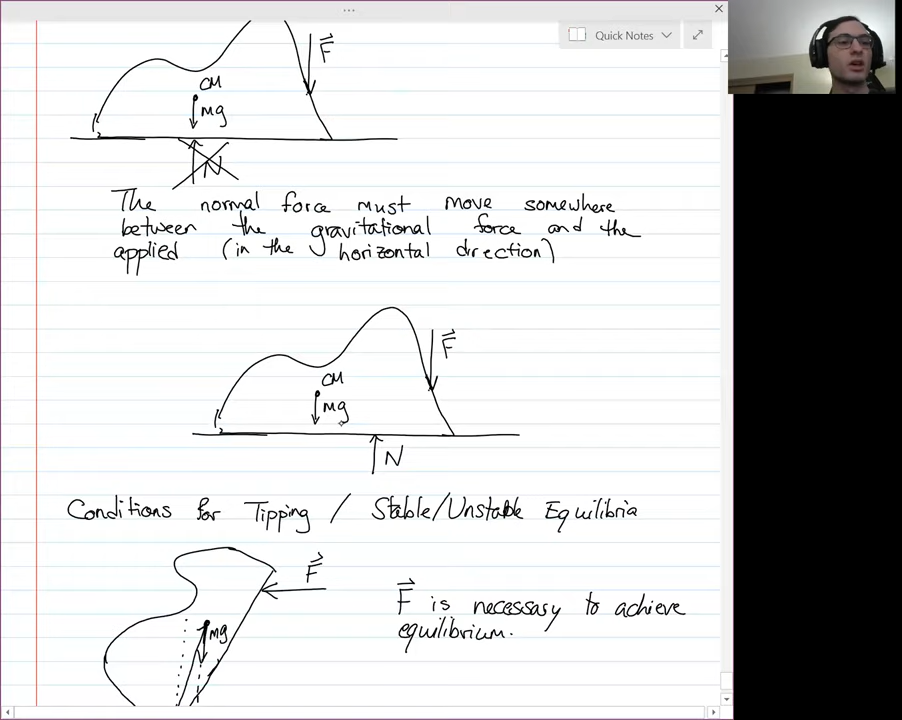 Quick Notes
F
CM
mg
N
The normal force must move somewhere
between the gravitational force and the
applied (in the horizontal direction)
F
CM
mg
N
Conditions for Tipping / Stable/Unstable Equilibria
F
F is necessary to achieve
equilibrium.
mg